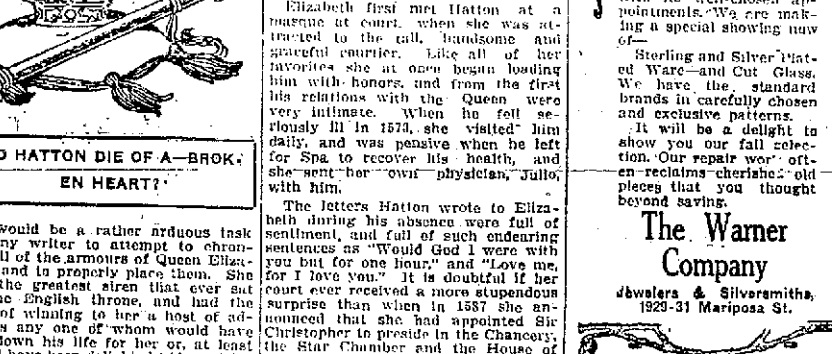 HATTON DIE OF A—BROK-
EN HEART?
would be a rather arduous task
ny writer to attempt to chron-
ll of the armours of Queen Eliza-
and to properly place them. She
the greatest siren that ever sat
English throne, and had the
of winning to her a host of ad-
s any one of whom would have
down his life for her or, at least
Elizabeth first met Hatton at a
masque at court, when she was at-
tracted to the tall, handsome and
graceful courtier. Like all of her
favorites she at once began loading
him with honors, and from the first
his relations with the Queen were
very intimate. When he fell se-
riously ill in 1573, she visited him
daily, and was pensive when he left
for Spa to recover his health, and
she sent her own physician, Julio,
with him.
The letters Hatton wrote to Eliza-
beth during his absence were full of
sentiment, and full of such endearing
sentences as "Would God I were with
you but for one hour," and "Love me,
for I love you." It is doubtful if her
court ever received a more stupendous
surprise than when in 1587 she an-
nounced that she had appointed Sir
Christopher to preside in the Chancery,
the Star Chamber and the House of
pointments. We are mak-
ing a special showing now
of—
Sterling and Silver Plat-
ed Ware—and Cut Glass.
We have the standard
brands in carefully chosen
and exclusive patterns.
It will be a delight to
show you our fall selec-
tion. Our repair work oft-
en reclaims cherished old
pieces that you thought
beyond saving.
The Warner
Company
Jewelers & Silversmiths,
1929-31 Mariposa St.